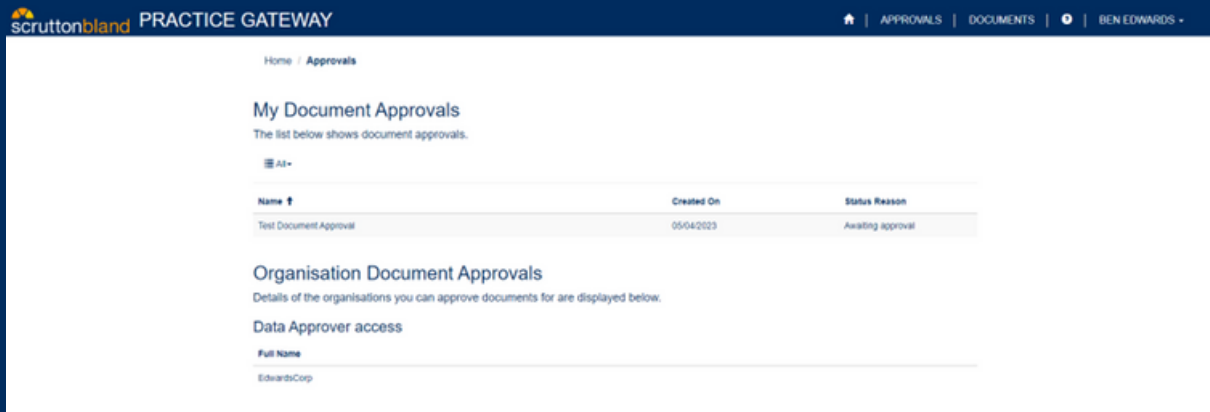 scruttonbland PRACTICE GATEWAY
APPROVALS | DOCUMENTS | | BEN EDWARDS
Home / Approvals
My Document Approvals
The list below shows document approvals.
All
Name Created On Status Reason
Test Document Approval 05/04/2023 Awaiting approval
Organisation Document Approvals
Details of the organisations you can approve documents for are displayed below.
Data Approver access
Full Name
EdwardsCorp